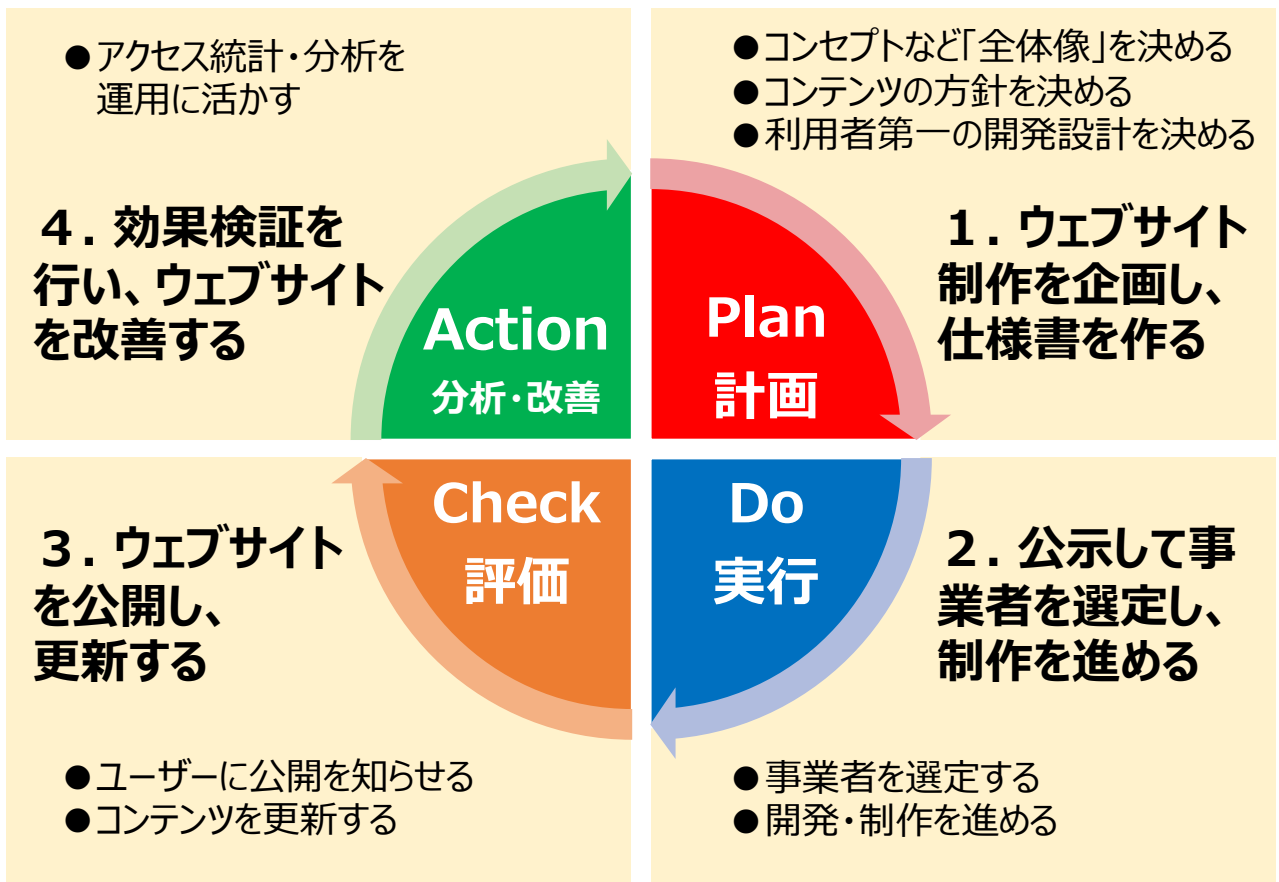 ●コンセプトなど「全体像」を決める
●コンテンツの方針を決める
●利用者第一の開発設計を決める
１．ウェブサイト
制作を企画し、
仕様書を作る
Plan
計画
Do
実行
２．公示して事
業者を選定し、
制作を進める
●事業者を選定する
●開発・制作を進める
Check
評価
３．ウェブサイト
を公開し、
更新する
●ユーザーに公開を知らせる
●コンテンツを更新する
●アクセス統計・分析を
運用に活かす
４．効果検証を
行い、ウェブサイト
を改善する
Action
分析・改善